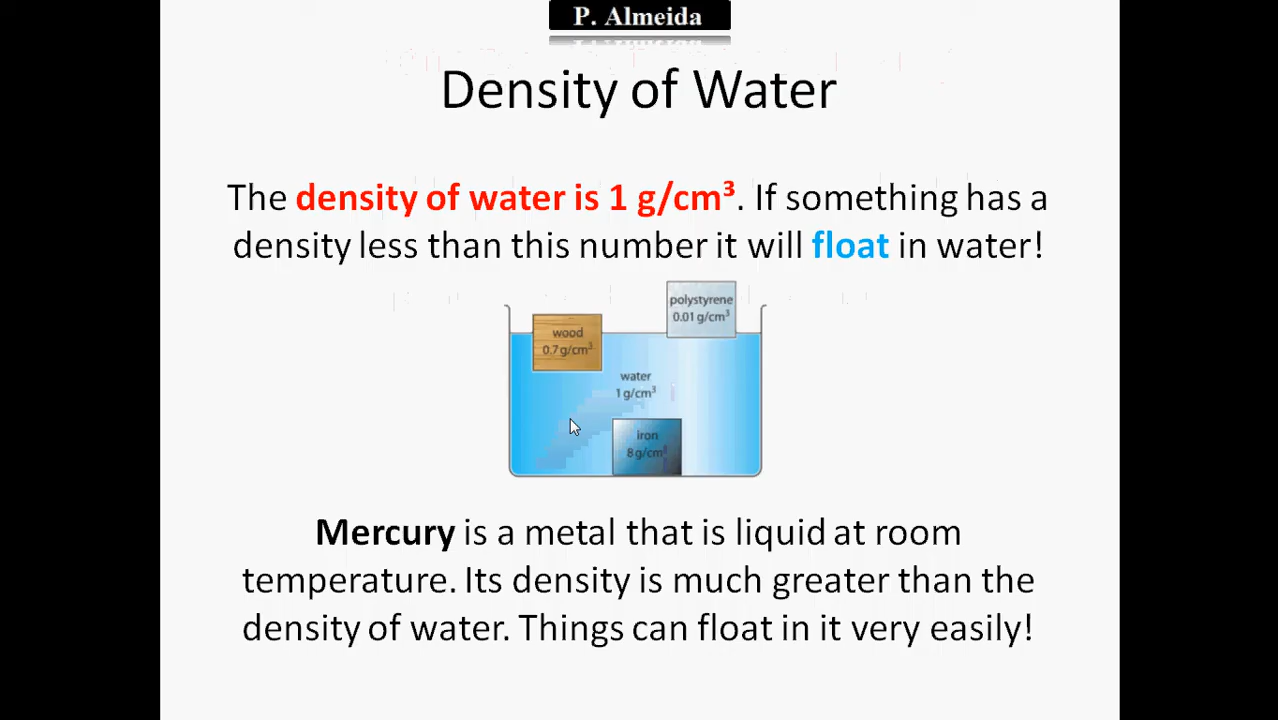 P. Almeida
Density of Water
The density of water is 1 g/cm³. If something has a
density less than this number it will float in water!
polystyrene
0.01 g/cm³
wood
0.7 g/cm³
water
1 g/cm³
iron
8 g/cm³
Mercury is a metal that is liquid at room
temperature. Its density is much greater than the
density of water. Things can float in it very easily!